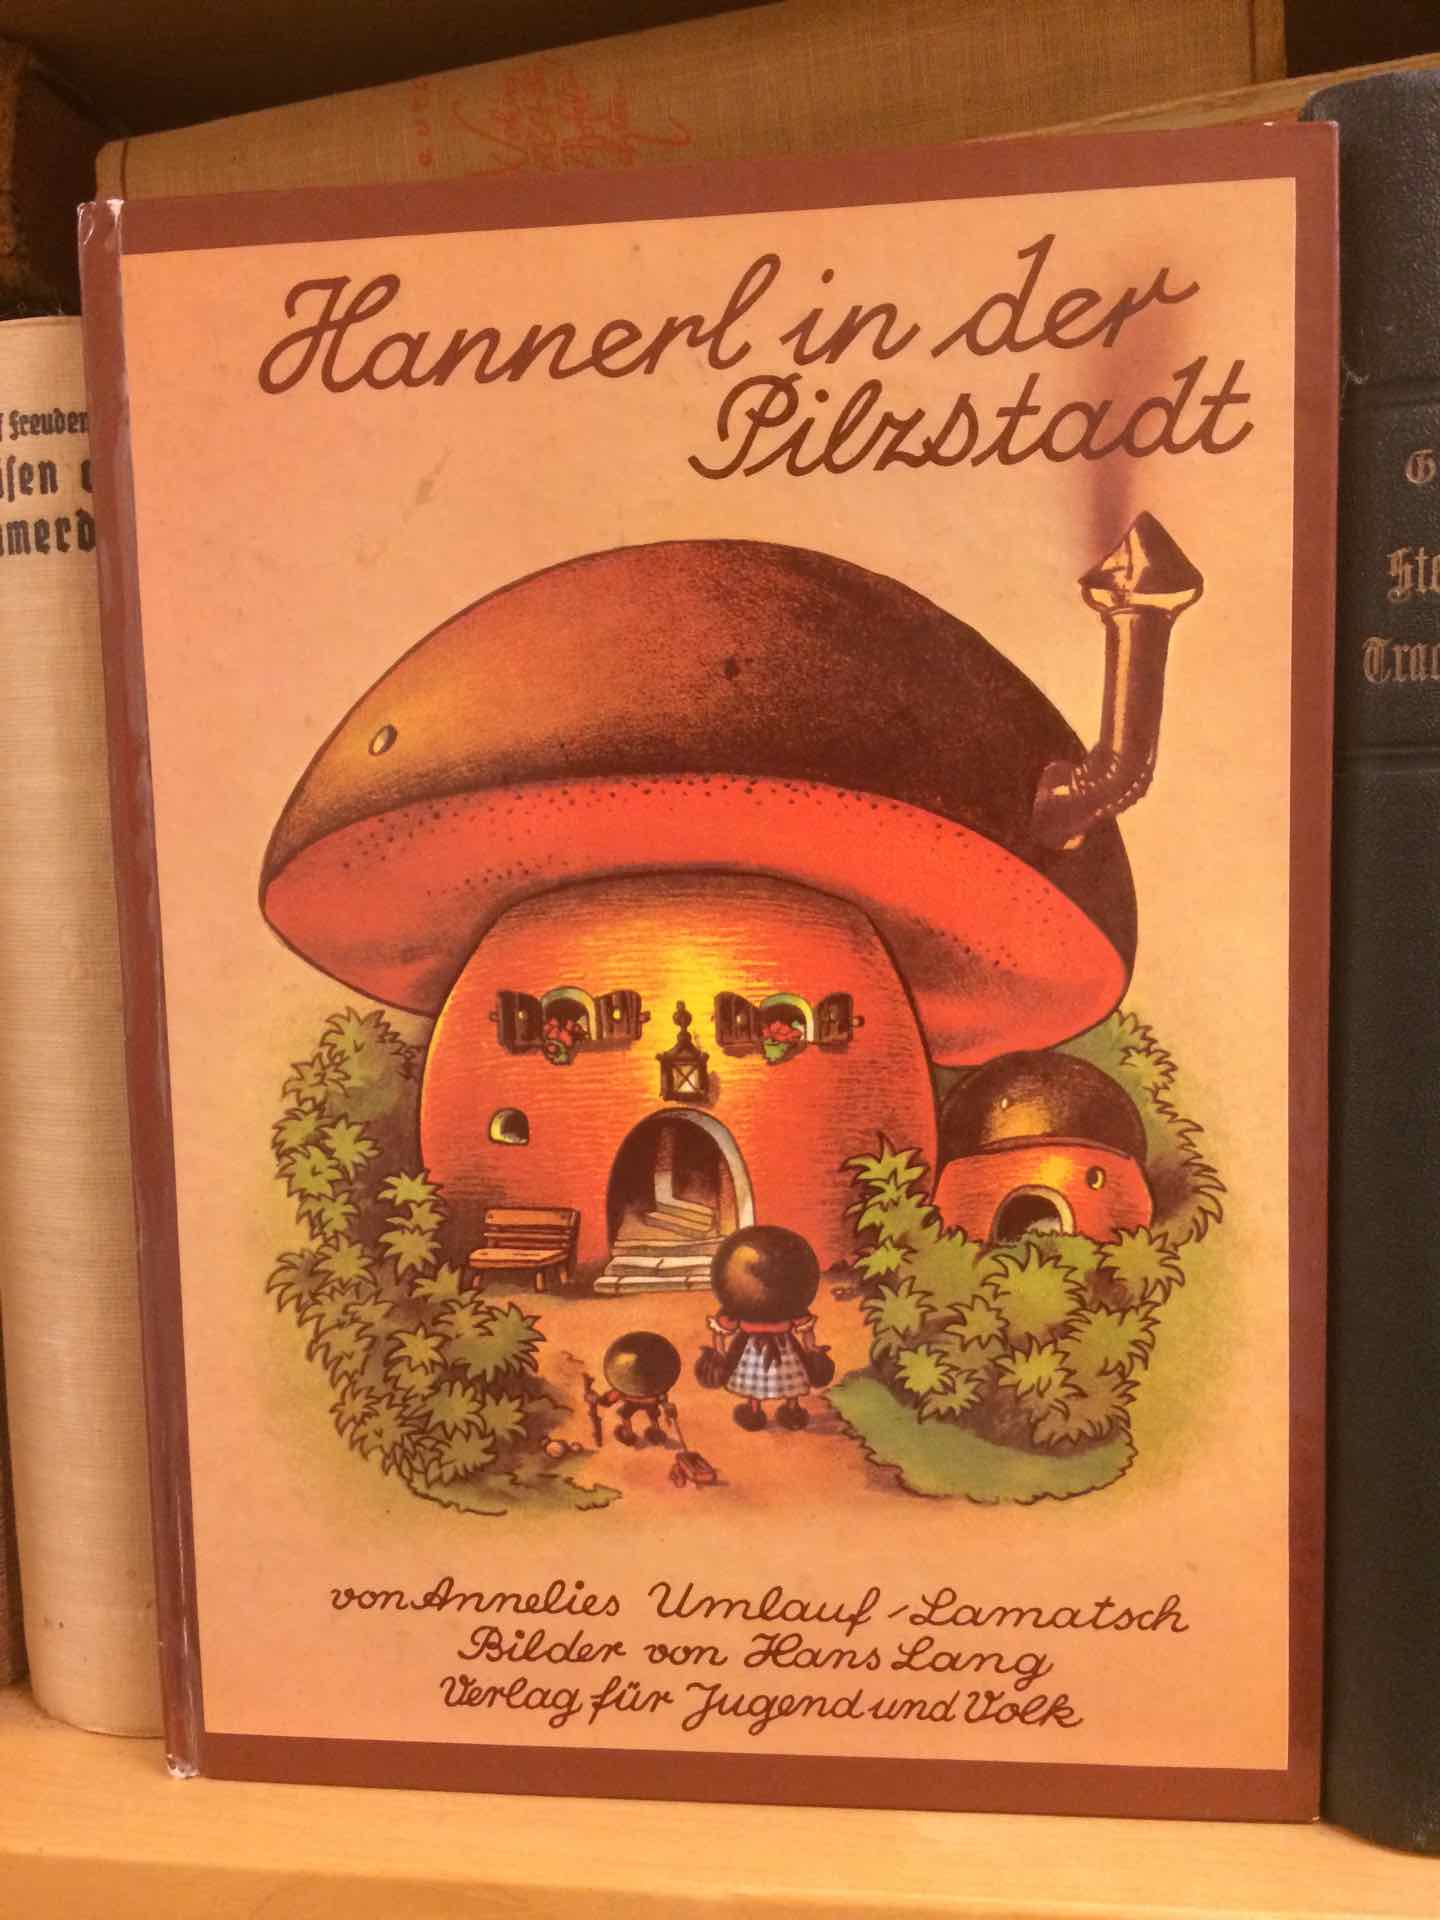 Hannerl in der
Pilzstadt
von Annelies Umlauf-Lamatsch
Bilder von Hans Lang
Verlag für Jugend und Volk